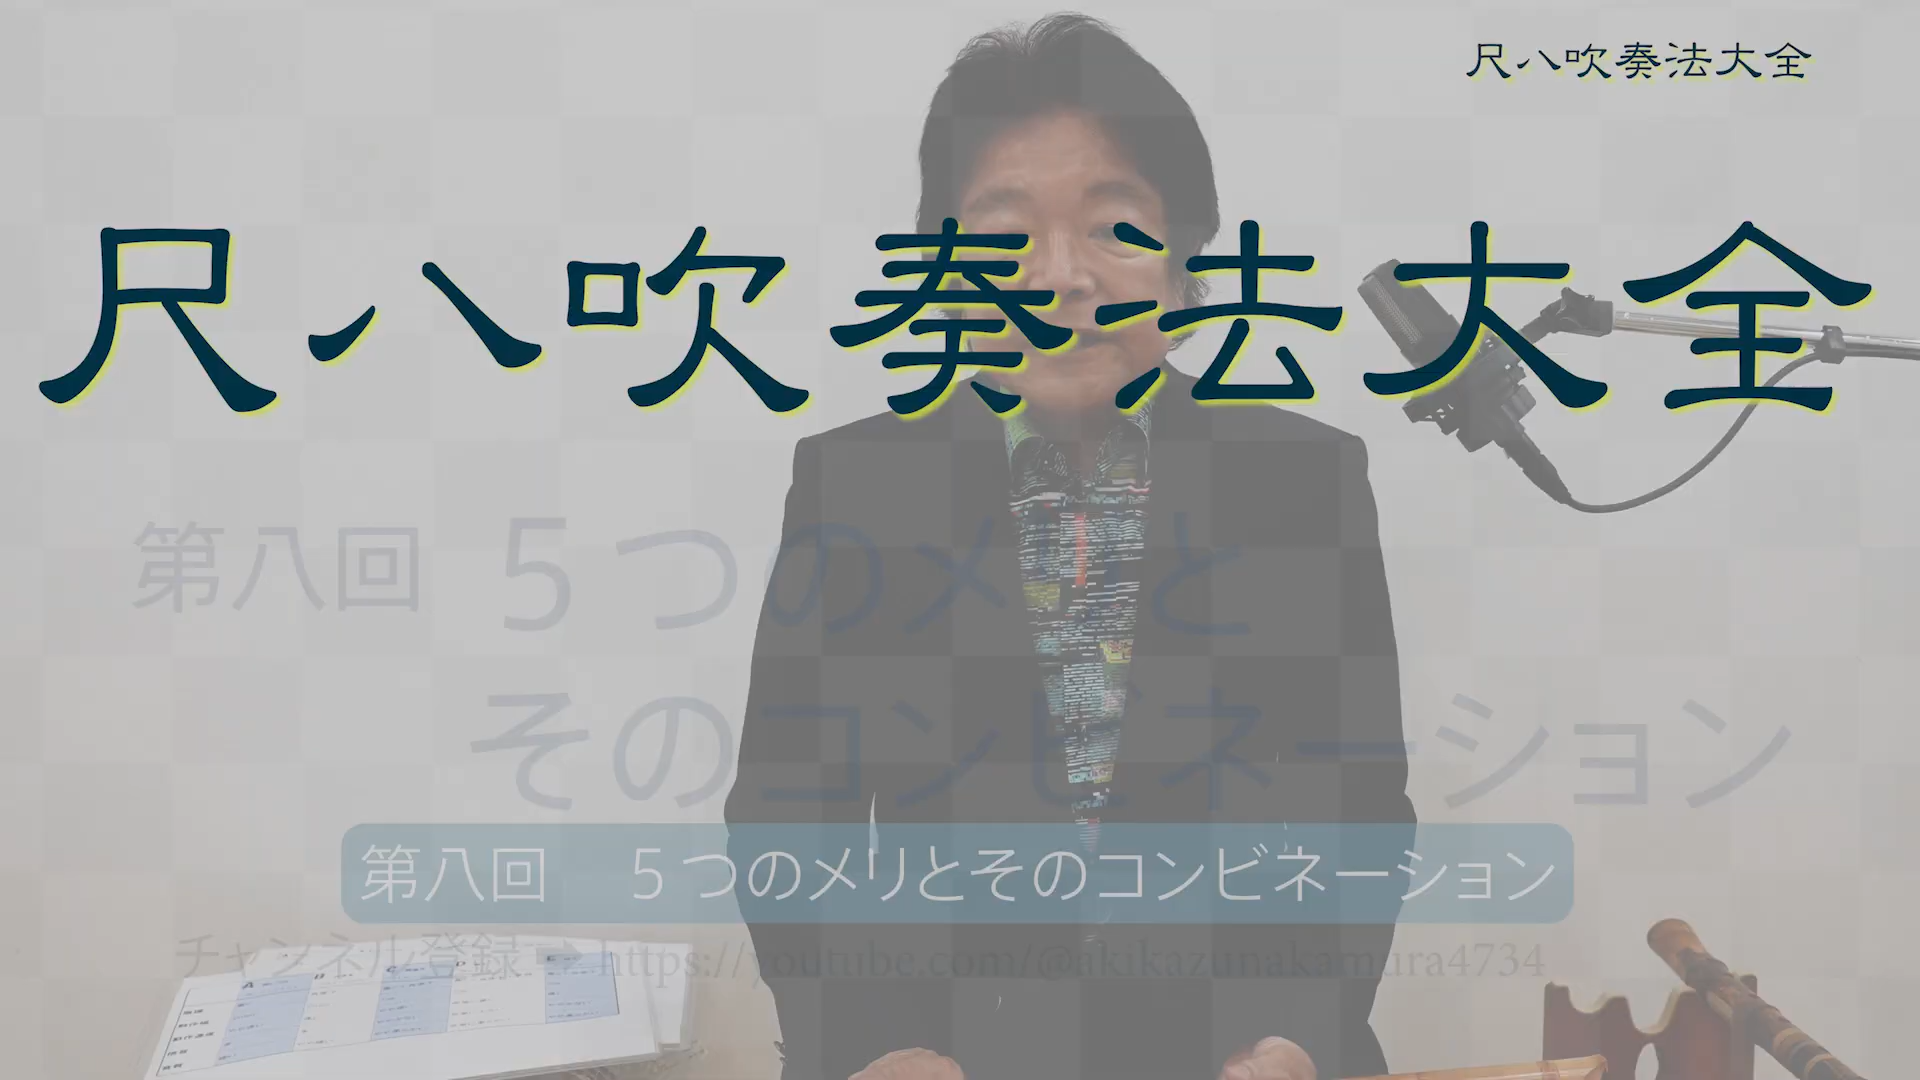 尺八吹奏法大全
尺八吹奏法大全
第八回 5つのメリと
そのコンビネーション
第八回 5つのメリとそのコンビネーション
チャンネル登録→https://youtube.com/@akikazunakamura4734
A
B
C
D
E